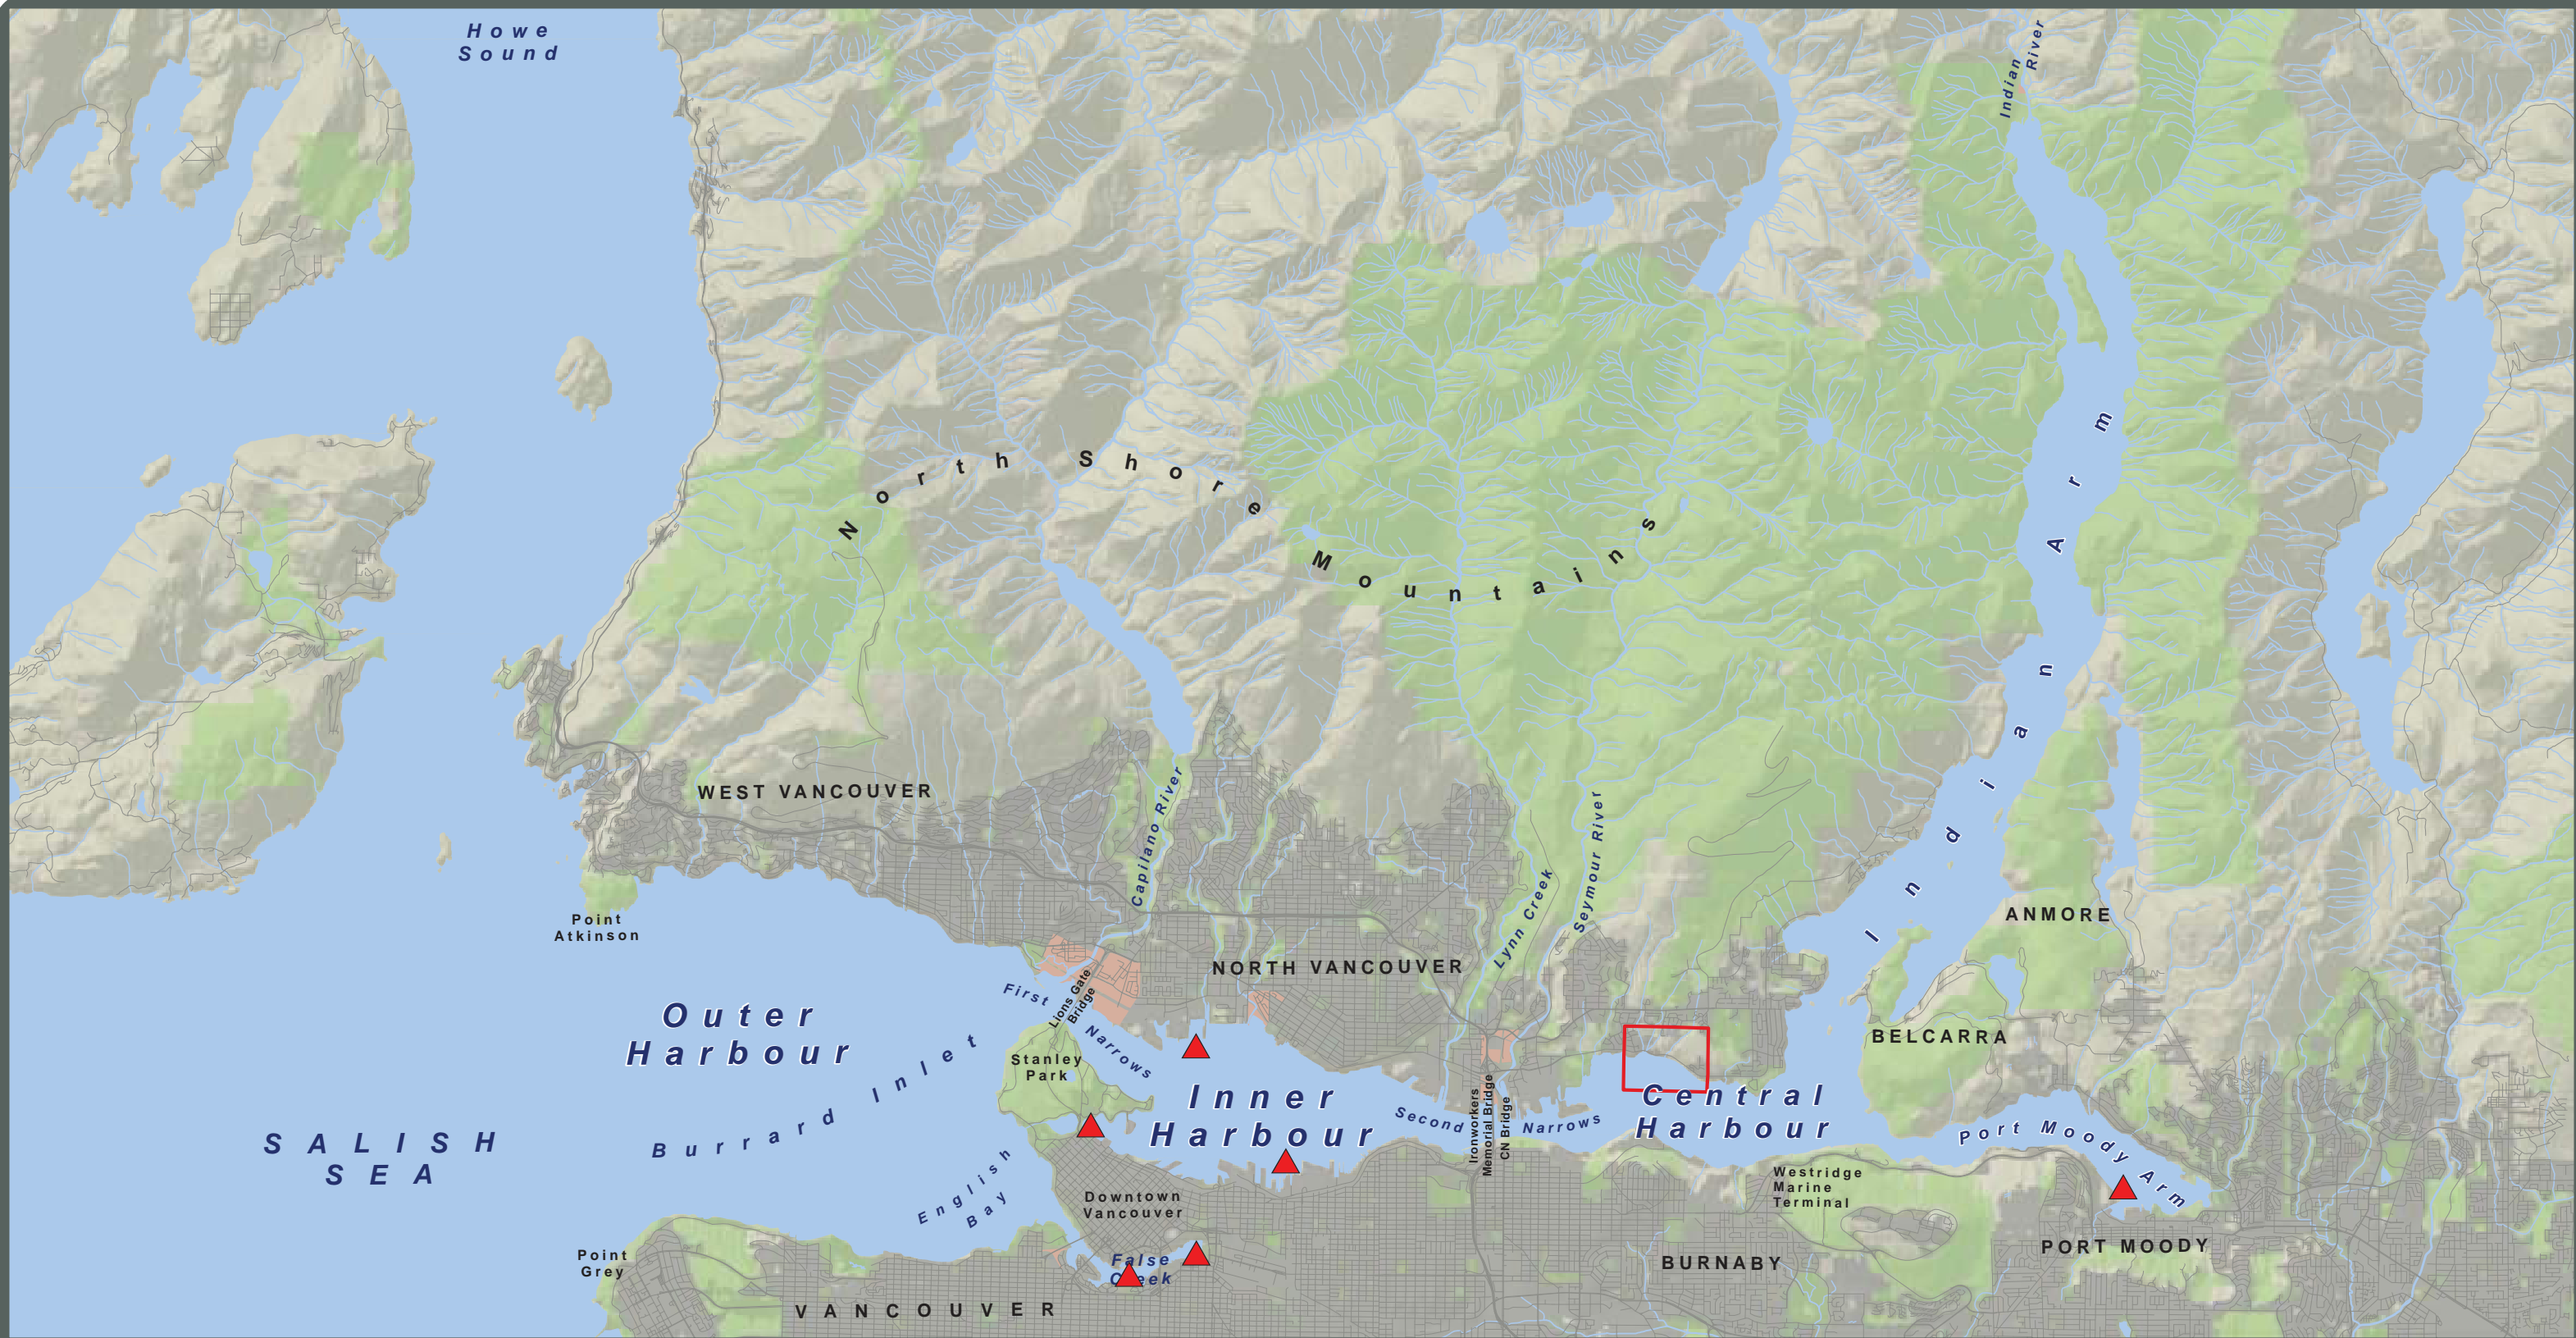 Howe
Sound
Indian
River
North Shore
Mountains
Indian Arm
WEST VANCOUVER
Capilano River
Lynn Creek
Seymour River
Point
Atkinson
ANMORE
NORTH VANCOUVER
First
Narrows
Lions Gate
Bridge
Outer
Harbour
Burrard Inlet
Stanley
Park
BELCARRA
Inner
Harbour
Central
Harbour
Second
Narrows
Ironworkers
Memorial Bridge
CN Bridge
Port Moody Arm
SALISH
SEA
English
Bay
Downtown
Vancouver
Westridge
Marine
Terminal
Point
Grey
False
Creek
BURNABY
PORT MOODY
VANCOUVER